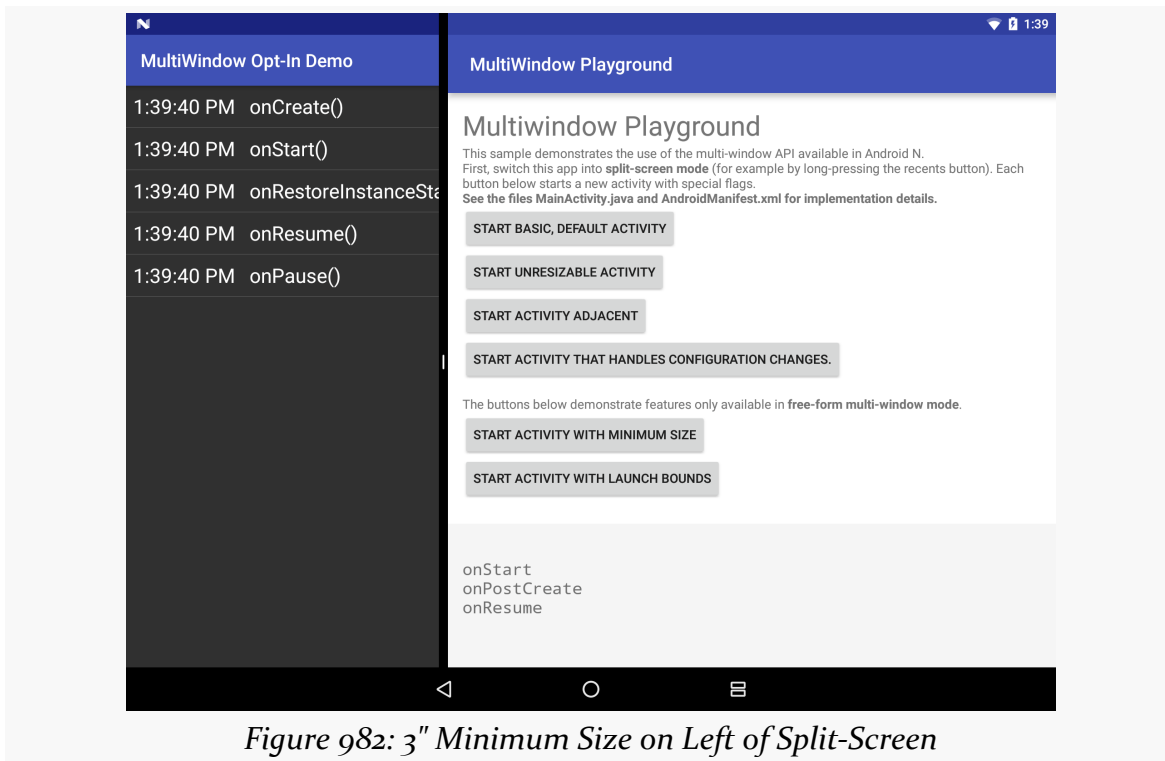 MultiWindow Opt-In Demo
1:39:40 PM onCreate()
1:39:40 PM onStart()
1:39:40 PM onRestoreInstanceSta
1:39:40 PM onResume()
1:39:40 PM onPause()
1:39
MultiWindow Playground
Multiwindow Playground
This sample demonstrates the use of the multi-window API available in Android N.
First, switch this app into split-screen mode (for example by long-pressing the recents button). Each
button below starts a new activity with special flags.
See the files MainActivity.java and AndroidManifest.xml for implementation details.
START BASIC, DEFAULT ACTIVITY
START UNRESIZABLE ACTIVITY
START ACTIVITY ADJACENT
START ACTIVITY THAT HANDLES CONFIGURATION CHANGES.
The buttons below demonstrate features only available in free-form multi-window mode.
START ACTIVITY WITH MINIMUM SIZE
START ACTIVITY WITH LAUNCH BOUNDS
onStart
onPostCreate
onResume
Figure 982: 3" Minimum Size on Left of Split-Screen